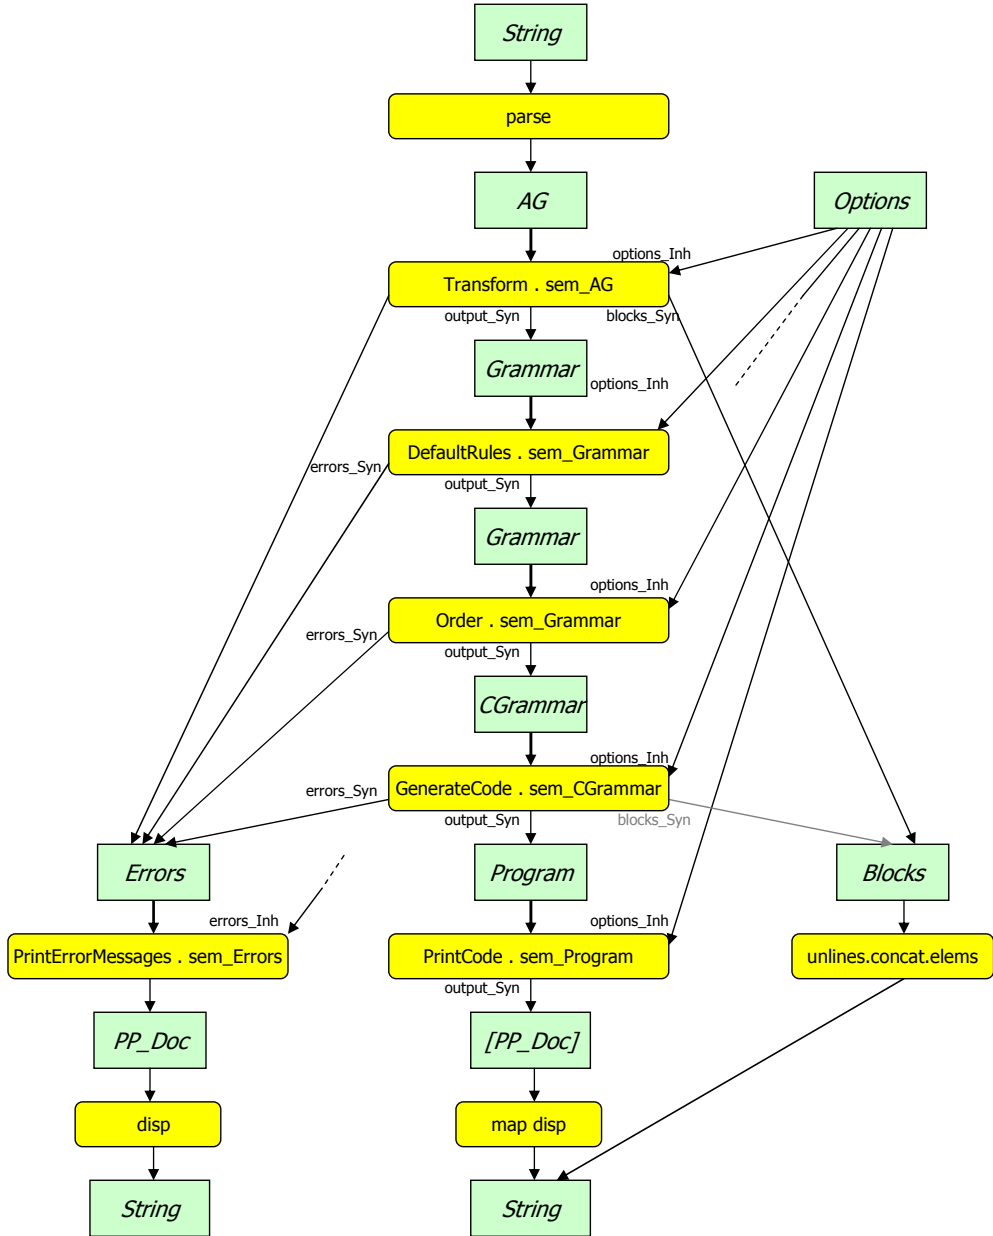 String
parse
AG
Options
options_Inh
Transform . sem_AG
output_Syn
blocks_Syn
Grammar
options_Inh
DefaultRules . sem_Grammar
errors_Syn
output_Syn
Grammar
options_Inh
Order . sem_Grammar
errors_Syn
output_Syn
CGrammar
options_Inh
GenerateCode . sem_CGrammar
errors_Syn
output_Syn
blocks_Syn
Errors
Program
Blocks
errors_Inh
options_Inh
PrintErrorMessages . sem_Errors
PrintCode . sem_Program
unlines.concat.elems
output_Syn
PP_Doc
[PP_Doc]
disp
map disp
String
String